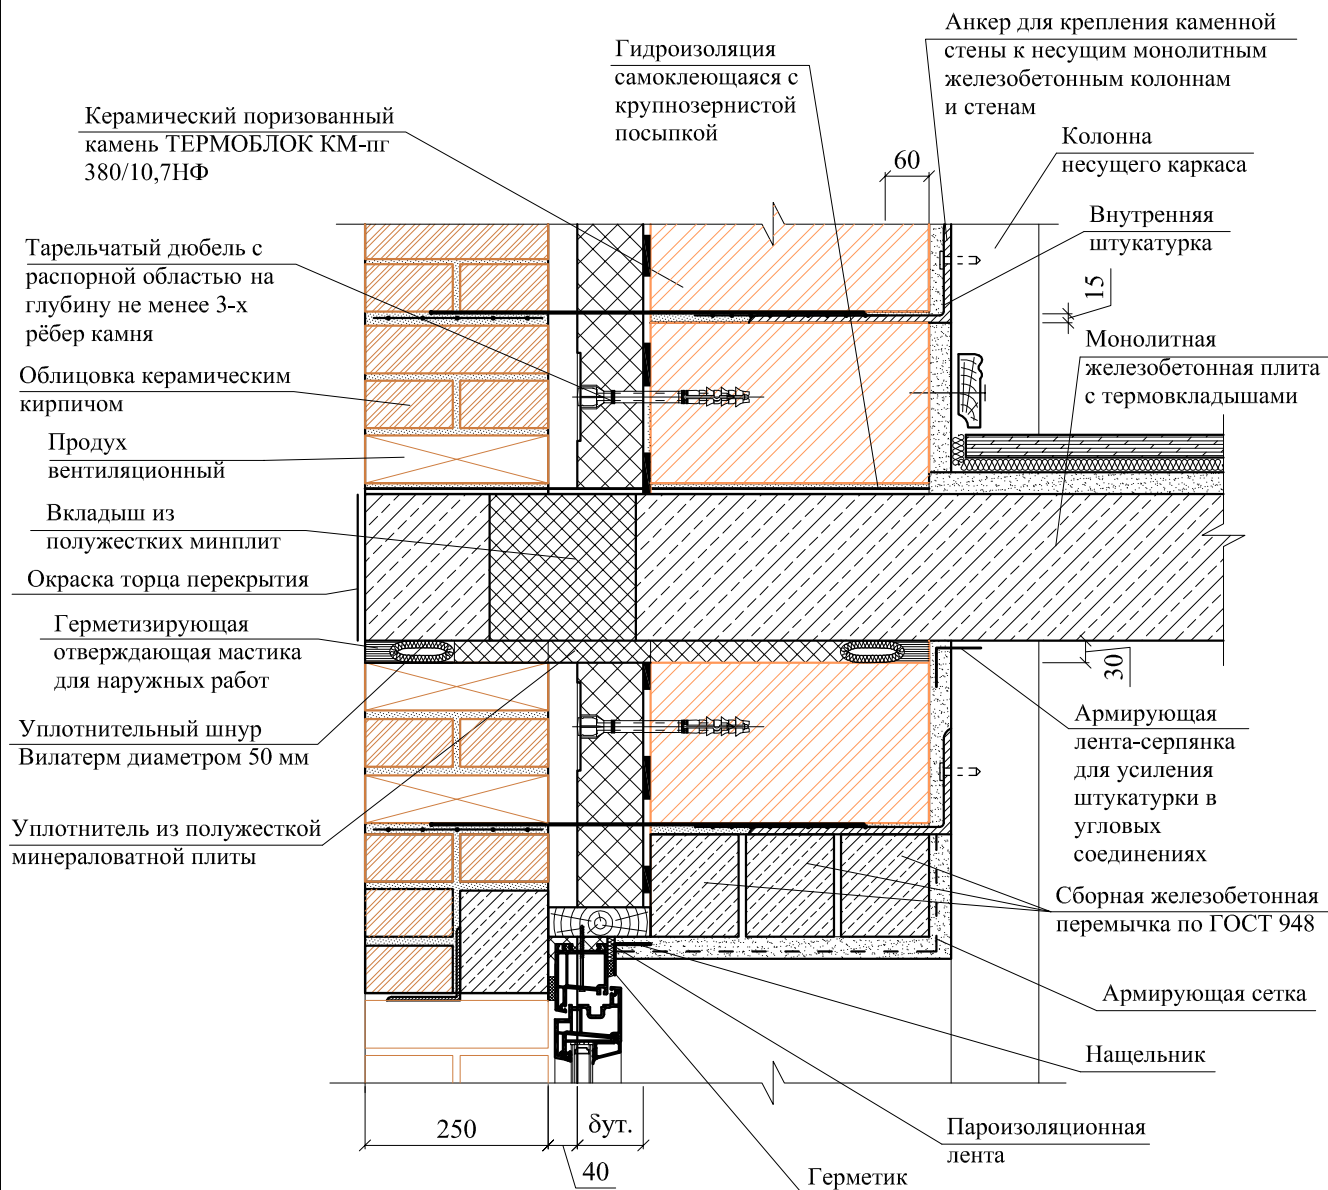 Анкер для крепления каменной
стены к несущим монолитным
железобетонным колоннам
и стенам
Гидроизоляция
самоклеющаяся с
крупнозернистой
посыпкой
Керамический поризованный
камень ТЕРМОБЛОК КМ-пг
380/10,7НФ
Колонна
несущего каркаса
60
Внутренняя
штукатурка
Тарельчатый дюбель с
распорной областью на
глубину не менее 3-х
рёбер камня
15
Монолитная
железобетонная плита
с термовкладышами
Облицовка керамическим
кирпичом
Продух
вентиляционный
Вкладыш из
полужестких минплит
Окраска торца перекрытия
Герметизирующая
отверждающая мастика
для наружных работ
30
Уплотнительный шнур
Вилатерм диаметром 50 мм
Армирующая
лента-серпянка
для усиления
штукатурки в
угловых
соединениях
Уплотнитель из полужесткой
минераловатной плиты
Сборная железобетонная
перемычка по ГОСТ 948
Армирующая сетка
Нащельник
250
δут.
40
Пароизоляционная
лента
Герметик